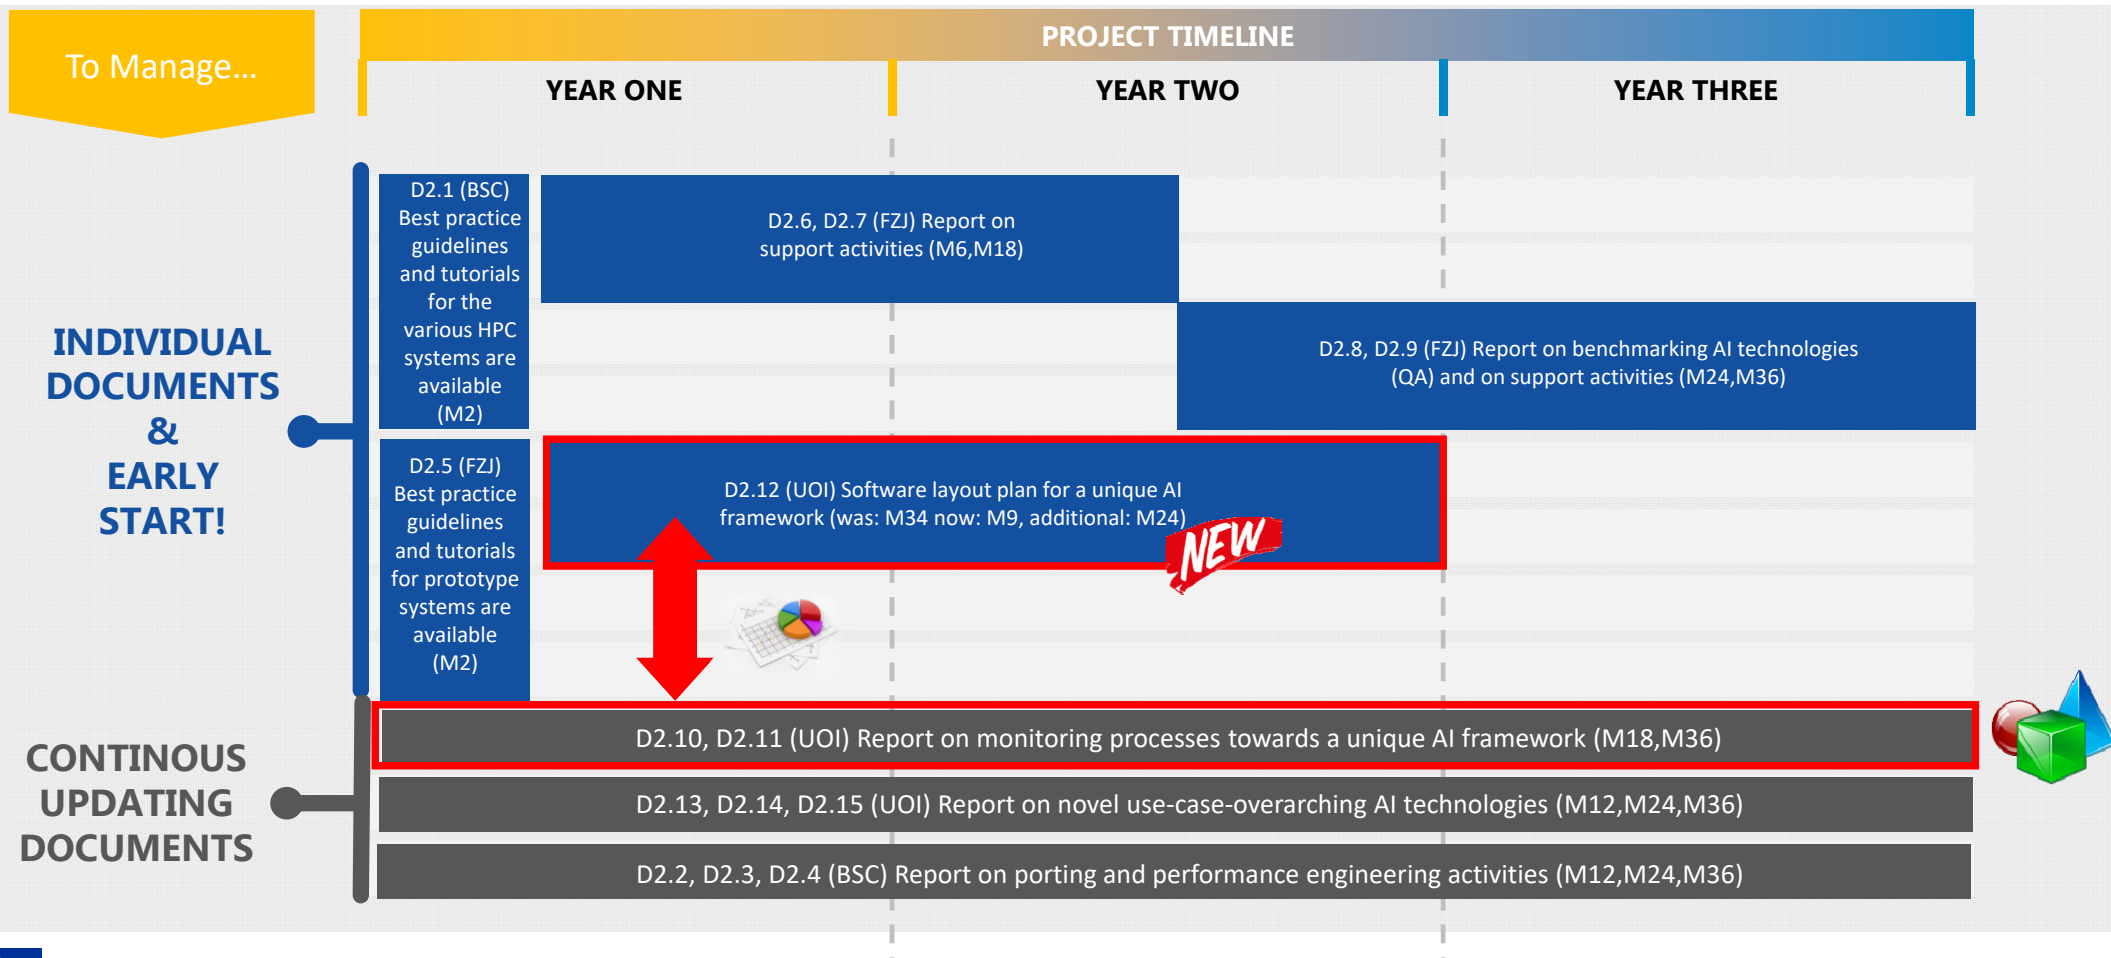 To Manage...
PROJECT TIMELINE
YEAR ONE
YEAR TWO
YEAR THREE
INDIVIDUAL
DOCUMENTS
&
EARLY
START!
D2.1 (BSC)
Best practice
guidelines
and tutorials
for the
various HPC
systems are
available
(M2)
D2.6, D2.7 (FZJ) Report on
support activities (M6,M18)
D2.8, D2.9 (FZJ) Report on benchmarking AI technologies
(QA) and on support activities (M24,M36)
D2.5 (FZJ)
Best practice
guidelines
and tutorials
for prototype
systems are
available
(M2)
D2.12 (UOI) Software layout plan for a unique AI
framework (was: M34 now: M9, additional: M24)
NEW
CONTINOUS
UPDATING
DOCUMENTS
D2.10, D2.11 (UOI) Report on monitoring processes towards a unique AI framework (M18,M36)
D2.13, D2.14, D2.15 (UOI) Report on novel use-case-overarching AI technologies (M12,M24,M36)
D2.2, D2.3, D2.4 (BSC) Report on porting and performance engineering activities (M12,M24,M36)